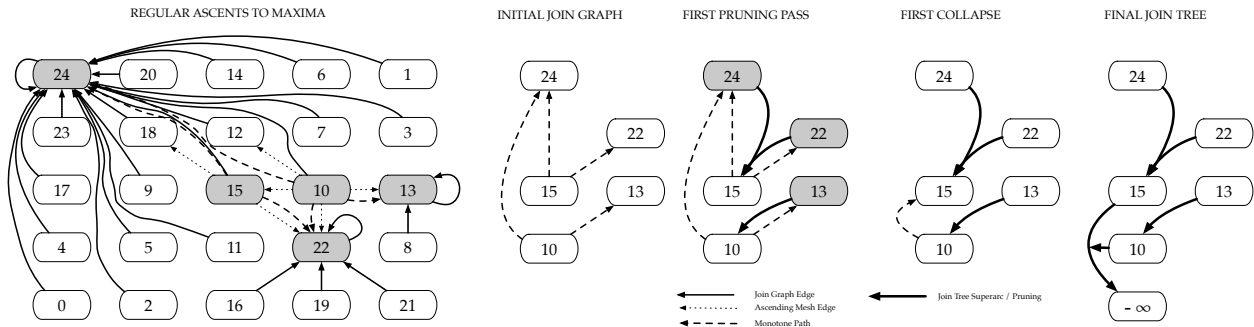 REGULAR ASCENTS TO MAXIMA
24 20 14 6 1
23 18 12 7 3
17 9 15 10 13
4 5 11 22 8
0 2 16 19 21
INITIAL JOIN GRAPH
24
22
15 13
10
FIRST PRUNING PASS
24
22
15 13
10
FIRST COLLAPSE
24
22
15 13
10
FINAL JOIN TREE
24
22
15 13
10
- ∞
Join Graph Edge
Ascending Mesh Edge
Monotone Path
Join Tree Superarc / Pruning